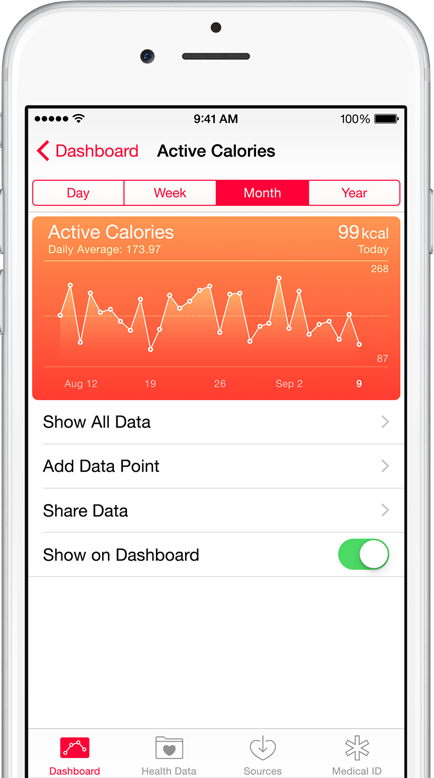 9:41 AM 100%
Dashboard Active Calories
Day Week Month Year
Active Calories 99 kcal
Daily Average: 173.97 Today
268
87
Aug 12 19 26 Sep 2 9
Show All Data
Add Data Point
Share Data
Show on Dashboard
Dashboard Health Data Sources Medical ID